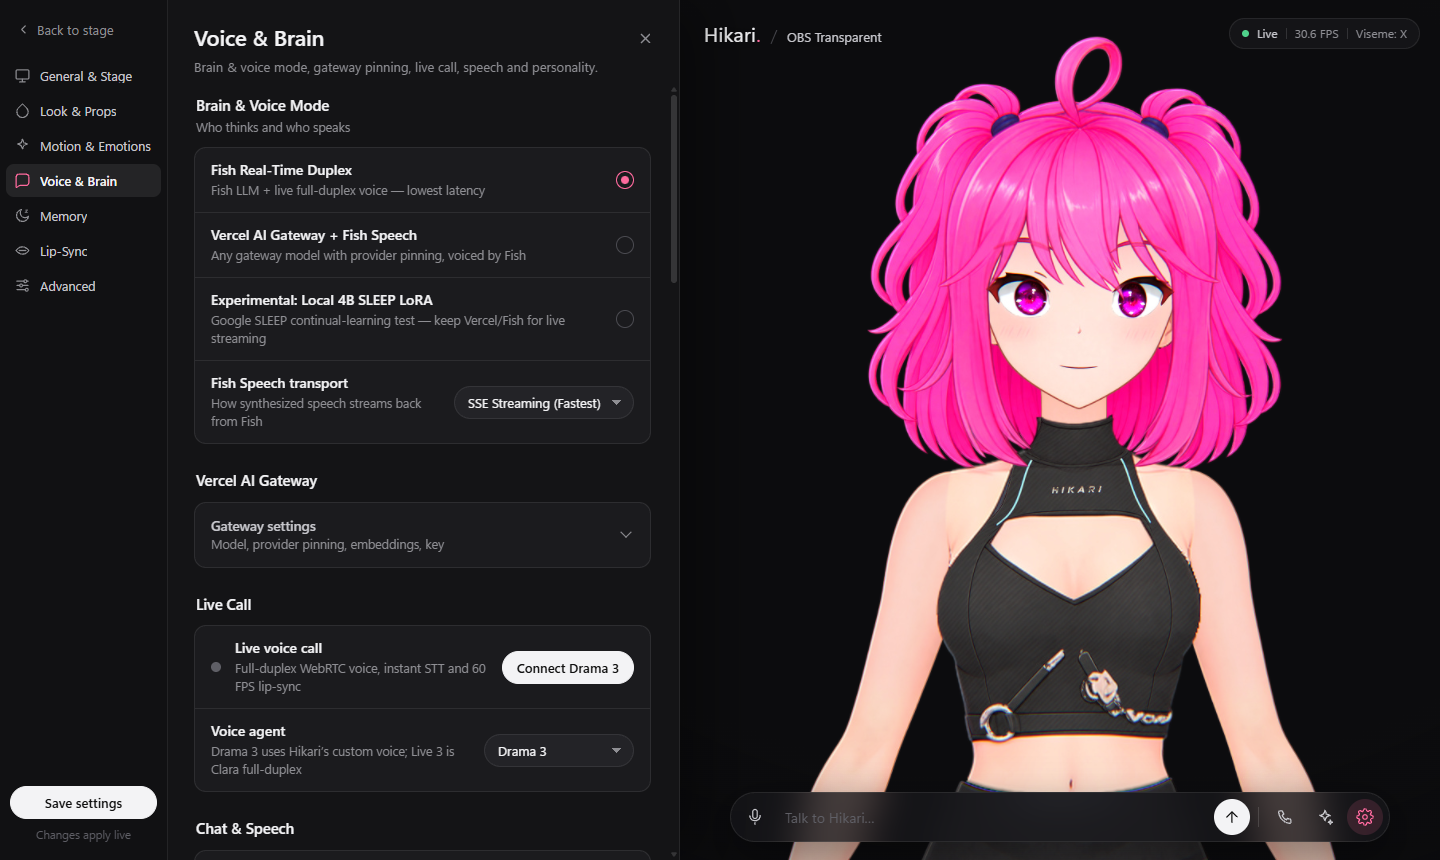 Back to stage
General & Stage
Look & Props
Motion & Emotions
Voice & Brain
Memory
Lip-Sync
Advanced
Save settings
Changes apply live
Voice & Brain
Brain & voice mode, gateway pinning, live call, speech and personality.
Brain & Voice Mode
Who thinks and who speaks
Fish Real-Time Duplex
Fish LLM + live full-duplex voice — lowest latency
Vercel AI Gateway + Fish Speech
Any gateway model with provider pinning, voiced by Fish
Experimental: Local 4B SLEEP LoRA
Google SLEEP continual-learning test — keep Vercel/Fish for live
streaming
Fish Speech transport
How synthesized speech streams back
from Fish
SSE Streaming (Fastest)
Vercel AI Gateway
Gateway settings
Model, provider pinning, embeddings, key
Live Call
Live voice call
Full-duplex WebRTC voice, instant STT and 60
FPS lip-sync
Connect Drama 3
Voice agent
Drama 3 uses Hikari's custom voice; Live 3 is
Clara full-duplex
Drama 3
Chat & Speech
Hikari. / OBS Transparent
Live | 30.6 FPS | Viseme: X
HIKARI
Talk to Hikari...